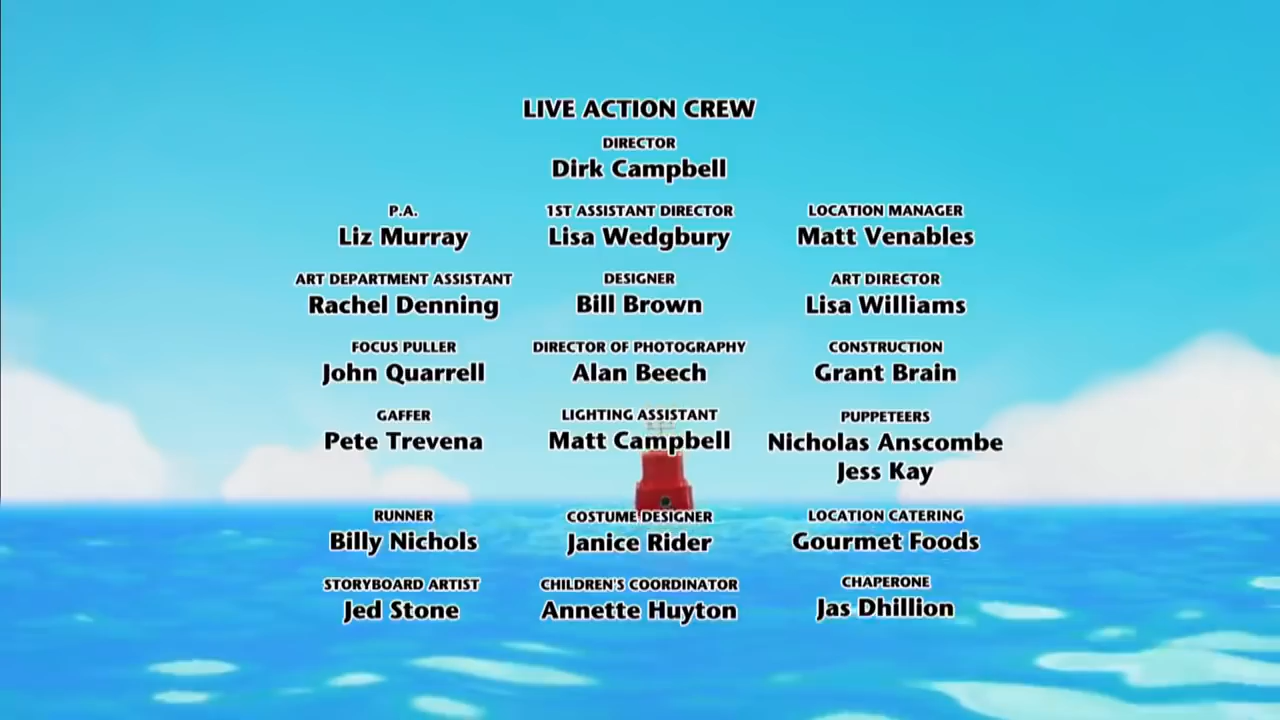 LIVE ACTION CREW
DIRECTOR
Dirk Campbell
P.A.
Liz Murray
1ST ASSISTANT DIRECTOR
Lisa Wedgbury
LOCATION MANAGER
Matt Venables
ART DEPARTMENT ASSISTANT
Rachel Denning
DESIGNER
Bill Brown
ART DIRECTOR
Lisa Williams
FOCUS PULLER
John Quarrell
DIRECTOR OF PHOTOGRAPHY
Alan Beech
CONSTRUCTION
Grant Brain
GAFFER
Pete Trevena
LIGHTING ASSISTANT
Matt Campbell
PUPPETEERS
Nicholas Anscombe
Jess Kay
RUNNER
Billy Nichols
COSTUME DESIGNER
Janice Rider
LOCATION CATERING
Gourmet Foods
STORYBOARD ARTIST
Jed Stone
CHILDREN'S COORDINATOR
Annette Huyton
CHAPERONE
Jas Dhillion